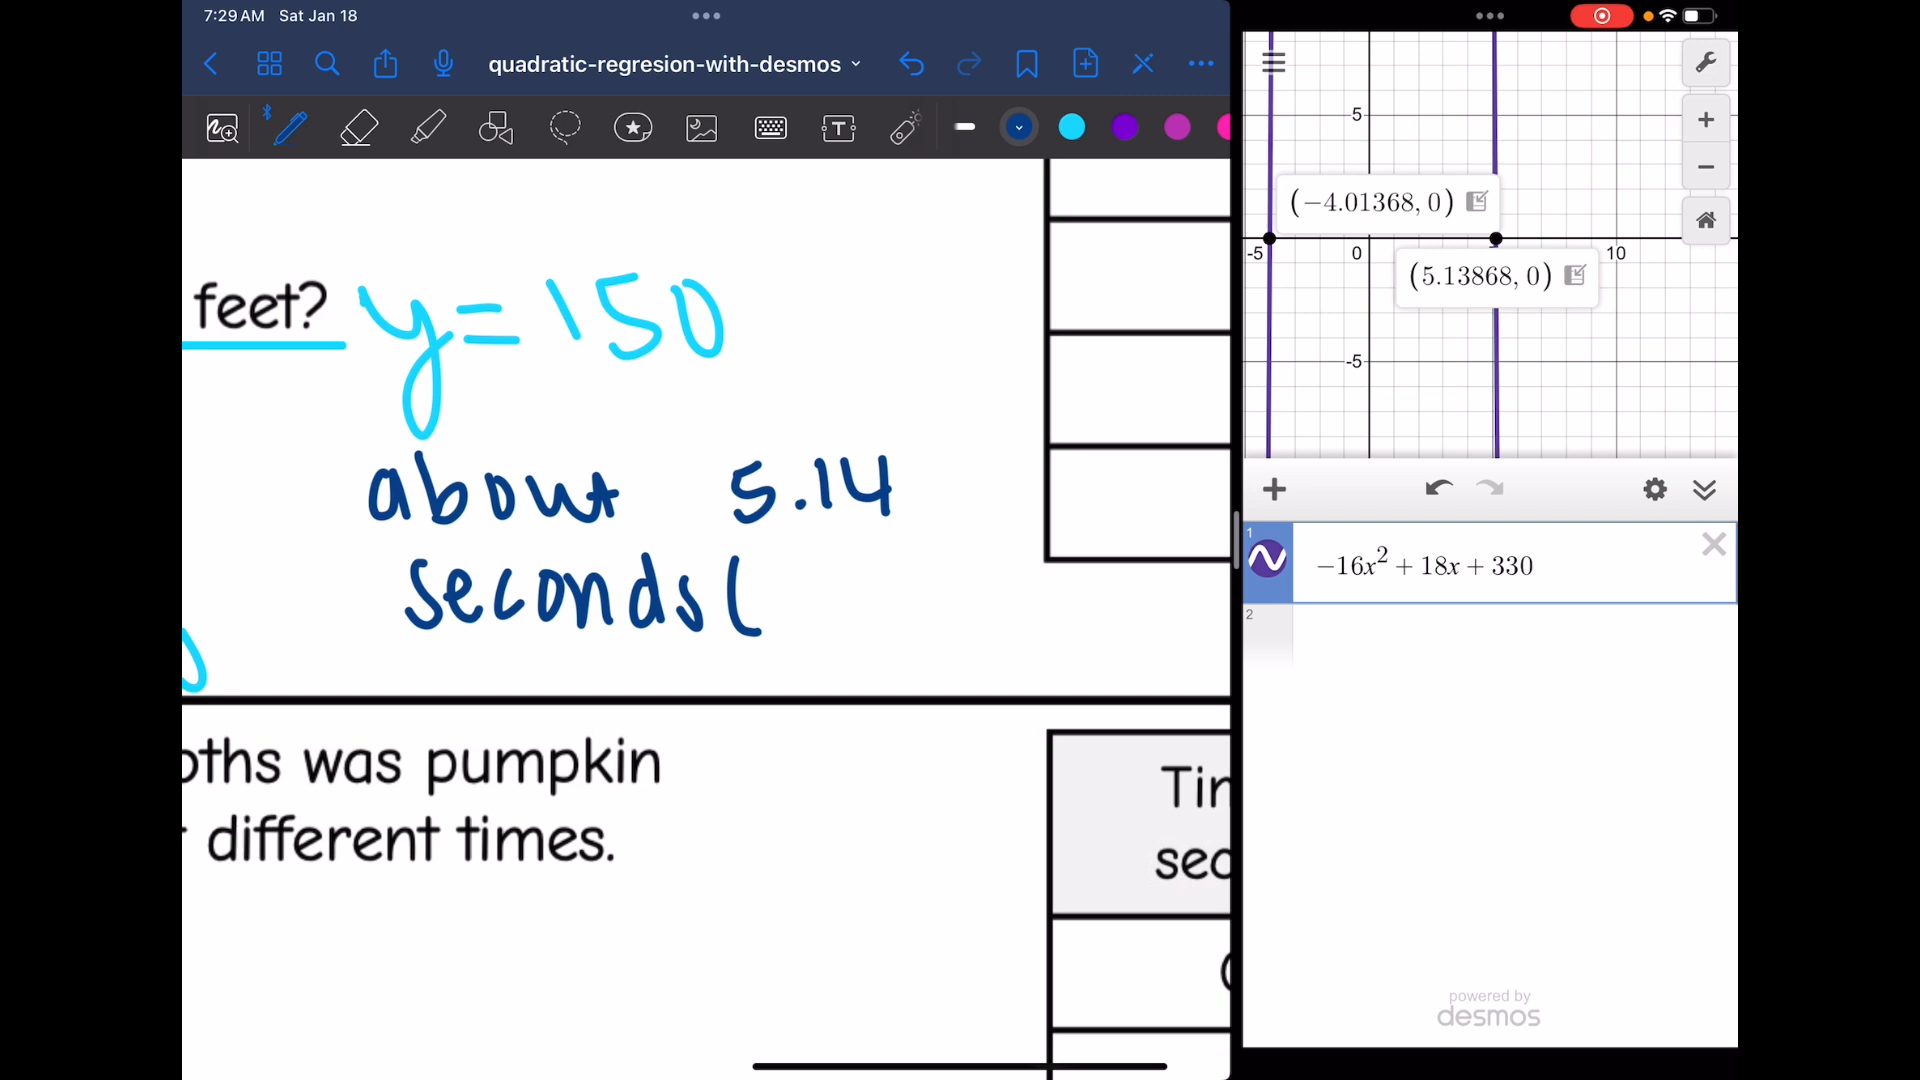 7:29 AM Sat Jan 18
quadratic-regresion-with-desmos
T
feet? y = 150
about 5.14
seconds (
oths was pumpkin
different times.
Tin
sec
5
(−4.01368, 0)
-5 0 10
(5.13868, 0)
-5
1
−16x² + 18x + 330
2
powered by
desmos